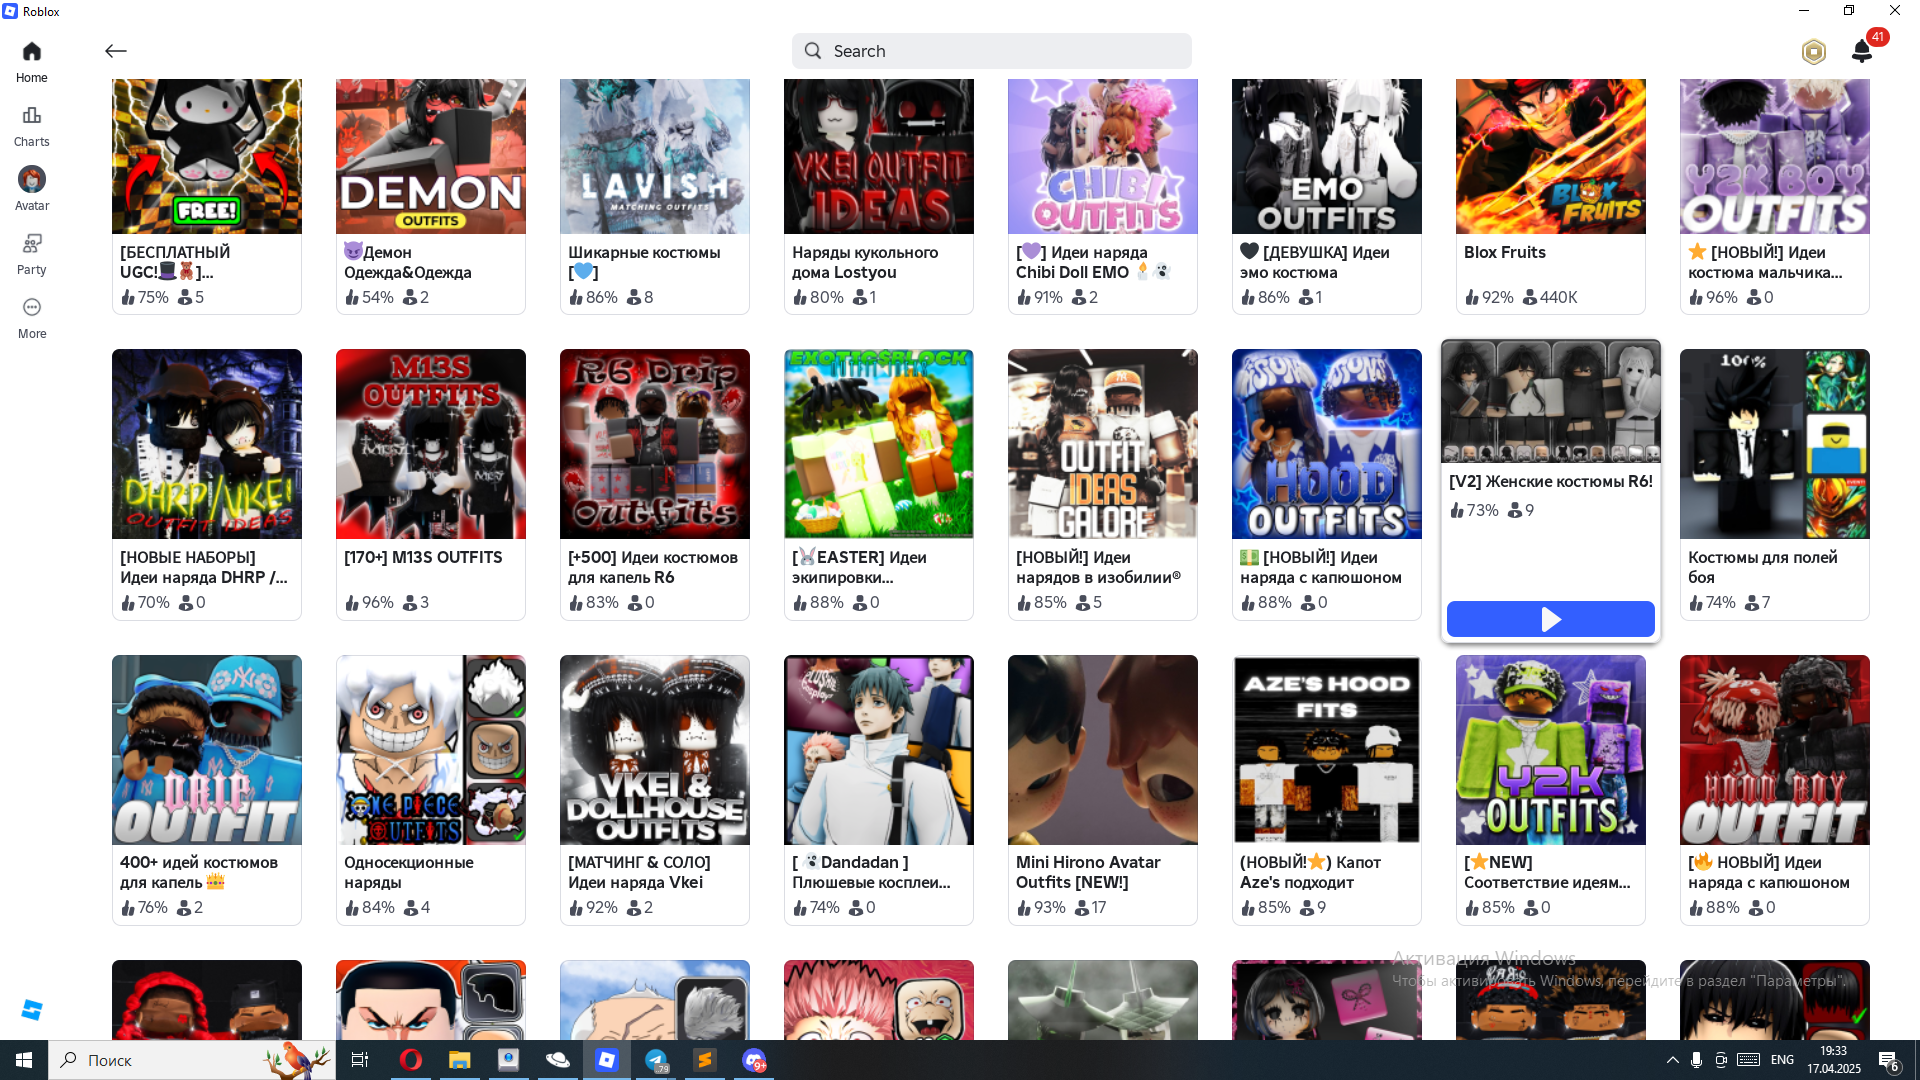 Roblox
Search
41
Home
Charts
Avatar
Party
More
FREE!
[БЕСПЛАТНЫЙ
UGC!🎩🧸]...
75% 5
DEMON
OUTFITS
😈Демон
Одежда&Одежда
54% 2
LAVISH
MATCHING OUTFITS
Шикарные костюмы
[💙]
86% 8
VKEI OUTFIT
IDEAS
Наряды кукольного
дома Lostyou
80% 1
CHIBI
OUTFITS
[💜] Идеи наряда
Chibi Doll EMO 🕯️👻
91% 2
EMO
OUTFITS
🖤 [ДЕВУШКА] Идеи
эмо костюма
86% 1
BLOX
FRUITS
Blox Fruits
92% 440K
Y2K BOY
OUTFITS
⭐ [НОВЫЙ!] Идеи
костюма мальчика...
96% 0
DHRP/VKEI
OUTFIT IDEAS
[НОВЫЕ НАБОРЫ]
Идеи наряда DHRP /...
70% 0
M13S
OUTFITS
[170+] M13S OUTFITS
96% 3
R6 Drip
Outfits
[+500] Идеи костюмов
для капель R6
83% 0
EXOTICSBLOCK
[🐰EASTER] Идеи
экипировки...
88% 0
OUTFIT
IDEAS
GALORE
[НОВЫЙ!] Идеи
нарядов в изобилии®
85% 5
HOOD
OUTFITS
💵 [НОВЫЙ!] Идеи
наряда с капюшоном
88% 0
[V2] Женские костюмы R6!
73% 9
100%
Костюмы для полей
боя
74% 7
DRIP
OUTFIT
400+ идей костюмов
для капель 👑
76% 2
ONE PIECE
OUTFITS
Односекционные
наряды
84% 4
VKEI &
DOLLHOUSE
OUTFITS
[МАТЧИНГ & СОЛО]
Идеи наряда Vkei
92% 2
PLUSHIE
Cosplay
[ 👻Dandadan ]
Плюшевые косплеи...
74% 0
Mini Hirono Avatar
Outfits [NEW!]
93% 17
AZE'S HOOD
FITS
(НОВЫЙ!⭐) Капот
Aze's подходит
85% 9
Y2K
OUTFITS
[⭐NEW]
Соответствие идеям...
85% 0
HOOD BOY
OUTFIT
[🔥 НОВЫЙ] Идеи
наряда с капюшоном
88% 0
Активация Windows
Чтобы активировать Windows, перейдите в раздел "Параметры".
Поиск
79
9+
ENG
19:33
17.04.2025
6